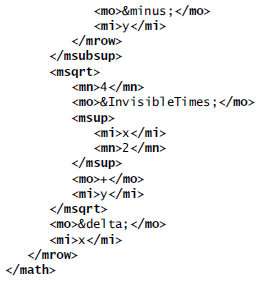 <mo>&minus;</mo>
<mi>y</mi>
</mrow>
</msubsup>
<msqrt>
<mn>4</mn>
<mo>&InvisibleTimes;</mo>
<msup>
<mi>x</mi>
<mn>2</mn>
</msup>
<mo>+</mo>
<mi>y</mi>
</msqrt>
<mo>&delta;</mo>
<mi>x</mi>
</mrow>
</math>